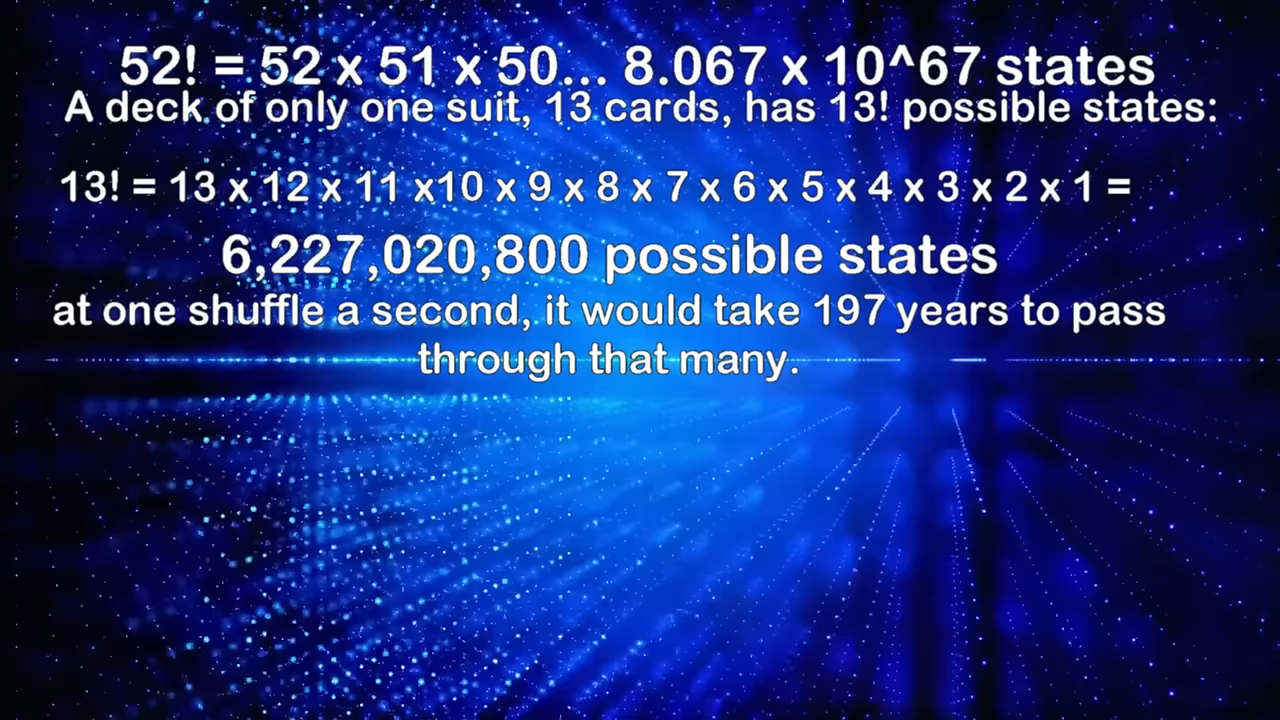 52! = 52 x 51 x 50... 8.067 x 10^67 states
A deck of only one suit, 13 cards, has 13! possible states:
13! = 13 x 12 x 11 x10 x 9 x 8 x 7 x 6 x 5 x 4 x 3 x 2 x 1 =
6,227,020,800 possible states
at one shuffle a second, it would take 197 years to pass
through that many.